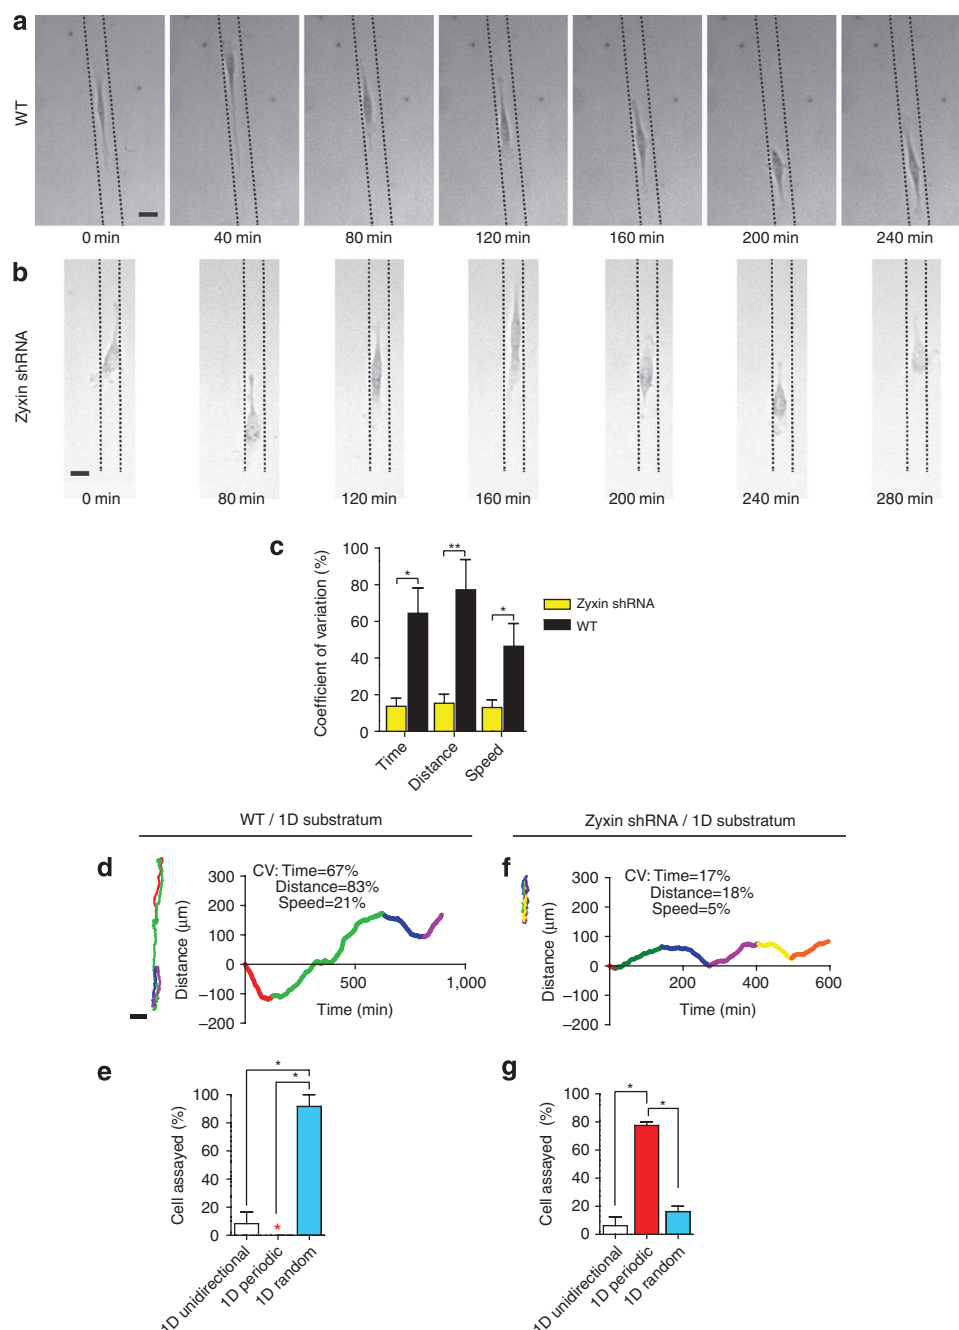 a
WT
0 min 40 min 80 min 120 min 160 min 200 min 240 min
b
Zyxin shRNA
0 min 80 min 120 min 160 min 200 min 240 min 280 min
c
Coefficient of variation (%)
100
80
60
40
20
0
* ** *
Zyxin shRNA
WT
Time Distance Speed
WT / 1D substratum
Zyxin shRNA / 1D substratum
d
CV: Time=67%
Distance=83%
Speed=21%
Distance (µm)
300
200
100
0
−100
−200
500 1,000
Time (min)
f
CV: Time=17%
Distance=18%
Speed=5%
Distance (µm)
300
200
100
0
−100
−200
200 400 600
Time (min)
e
Cell assayed (%)
100
80
60
40
20
0
*
*
*
1D unidirectional 1D periodic 1D random
g
Cell assayed (%)
100
80
60
40
20
0
* *
1D unidirectional 1D periodic 1D random